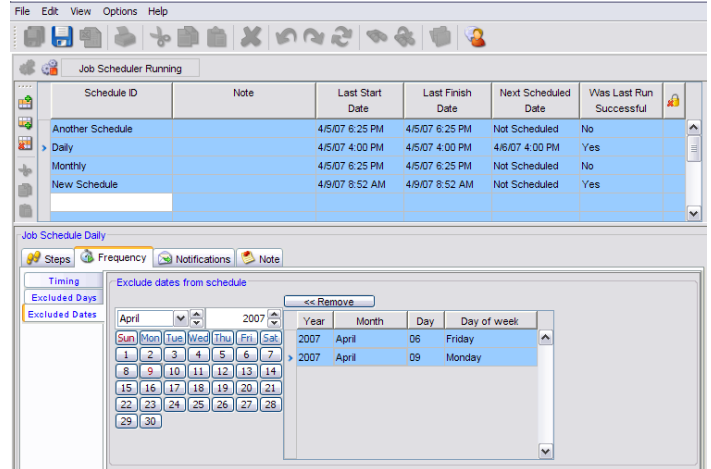 File Edit View Options Help
Job Scheduler Running
Schedule ID Note Last Start Date Last Finish Date Next Scheduled Date Was Last Run Successful
Another Schedule 4/5/07 6:25 PM 4/5/07 6:25 PM Not Scheduled No
Daily 4/5/07 4:00 PM 4/5/07 4:00 PM 4/6/07 4:00 PM Yes
Monthly 4/5/07 6:25 PM 4/5/07 6:25 PM Not Scheduled No
New Schedule 4/9/07 8:52 AM 4/9/07 8:52 AM Not Scheduled Yes
Job Schedule Daily
Steps Frequency Notifications Note
Timing
Excluded Days
Excluded Dates
Exclude dates from schedule
<< Remove
April 2007
Sun Mon Tue Wed Thu Fri Sat
1 2 3 4 5 6 7
8 9 10 11 12 13 14
15 16 17 18 19 20 21
22 23 24 25 26 27 28
29 30
Year Month Day Day of week
2007 April 06 Friday
2007 April 09 Monday